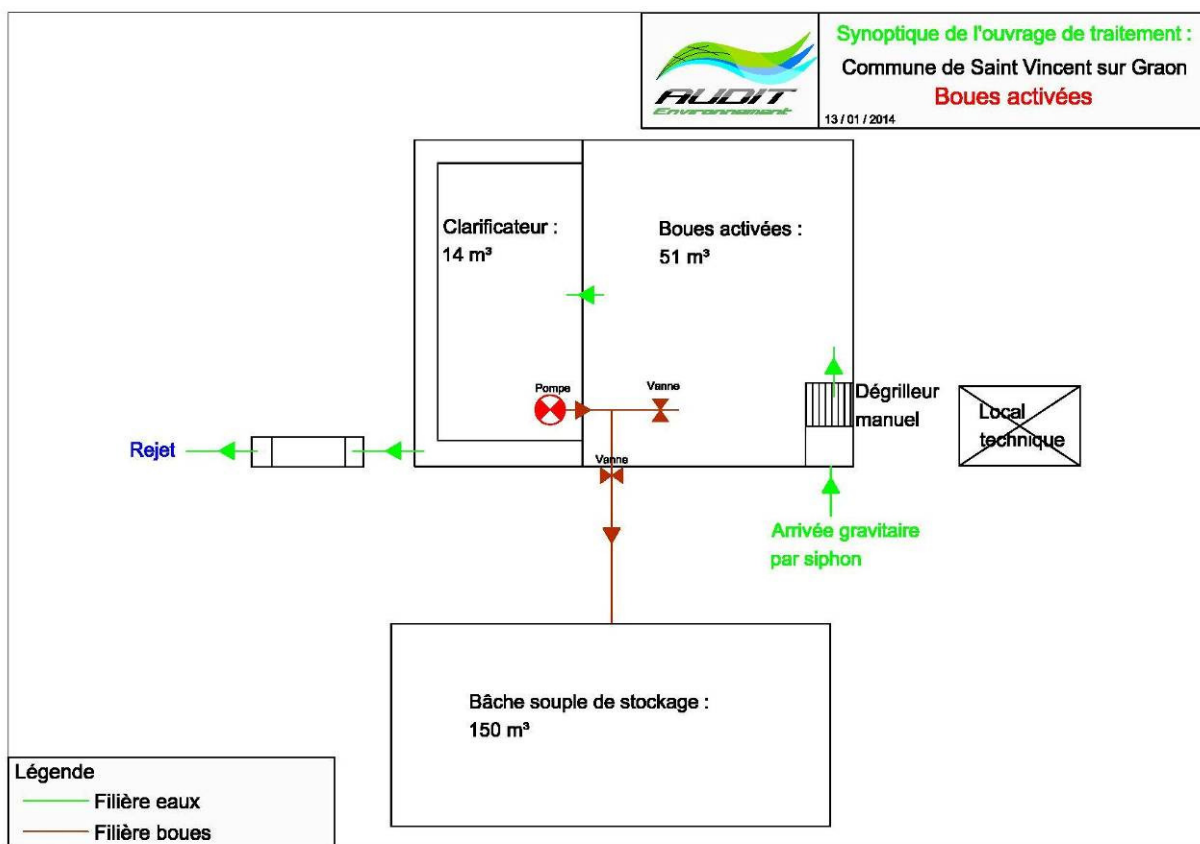 AUDIT
Environnement
Synoptique de l'ouvrage de traitement :
Commune de Saint Vincent sur Graon
Boues activées
13 / 01 / 2014
Clarificateur :
14 m³
Boues activées :
51 m³
Pompe
Vanne
Dégrilleur
manuel
Local
technique
Rejet
Vanne
Arrivée gravitaire
par siphon
Bâche souple de stockage :
150 m³
Légende
Filière eaux
Filière boues